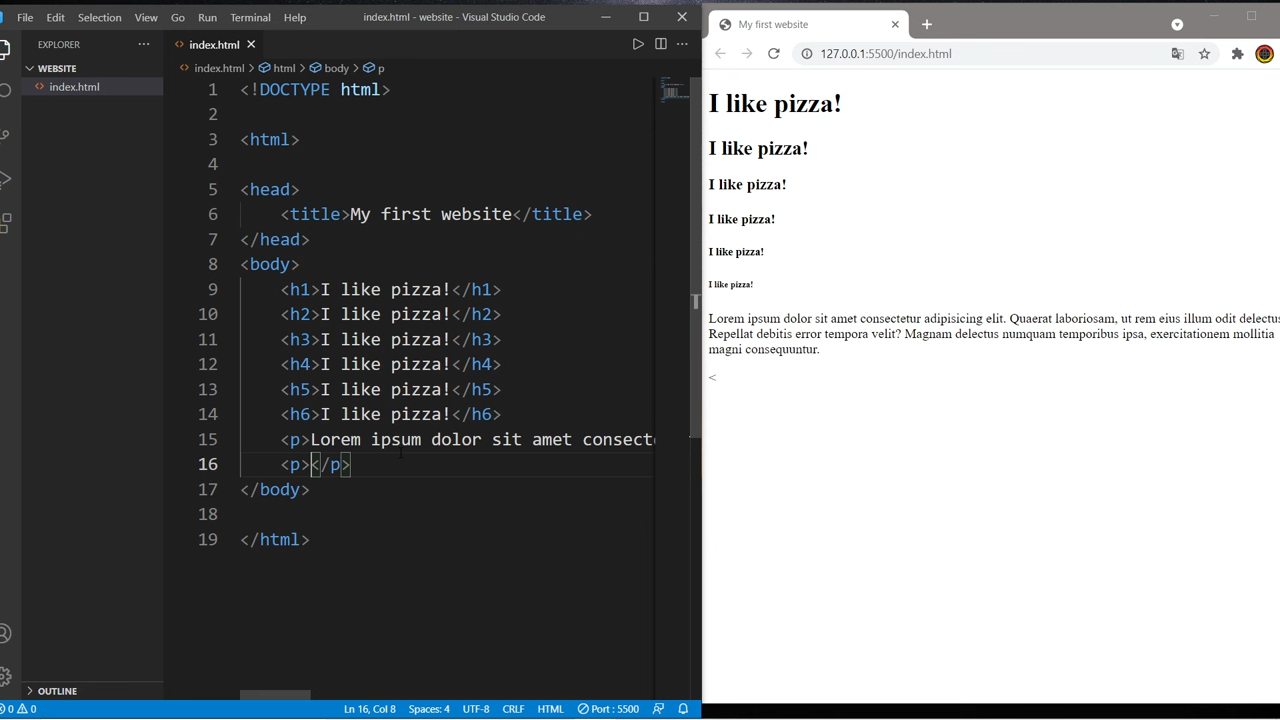 File Edit Selection View Go Run Terminal Help index.html - website - Visual Studio Code
EXPLORER
WEBSITE
index.html
index.html
index.html html body p
1 <!DOCTYPE html>
2
3 <html>
4
5 <head>
6 <title>My first website</title>
7 </head>
8 <body>
9 <h1>I like pizza!</h1>
10 <h2>I like pizza!</h2>
11 <h3>I like pizza!</h3>
12 <h4>I like pizza!</h4>
13 <h5>I like pizza!</h5>
14 <h6>I like pizza!</h6>
15 <p>Lorem ipsum dolor sit amet consect
16 <p></p>
17 </body>
18
19 </html>
OUTLINE
0 0 Ln 16, Col 8 Spaces: 4 UTF-8 CRLF HTML Port : 5500
My first website
127.0.0.1:5500/index.html
I like pizza!
I like pizza!
I like pizza!
I like pizza!
I like pizza!
I like pizza!
Lorem ipsum dolor sit amet consectetur adipisicing elit. Quaerat laboriosam, ut rem eius illum odit delectus
Repellat debitis error tempora velit? Magnam delectus numquam temporibus ipsa, exercitationem mollitia
magni consequuntur.
<